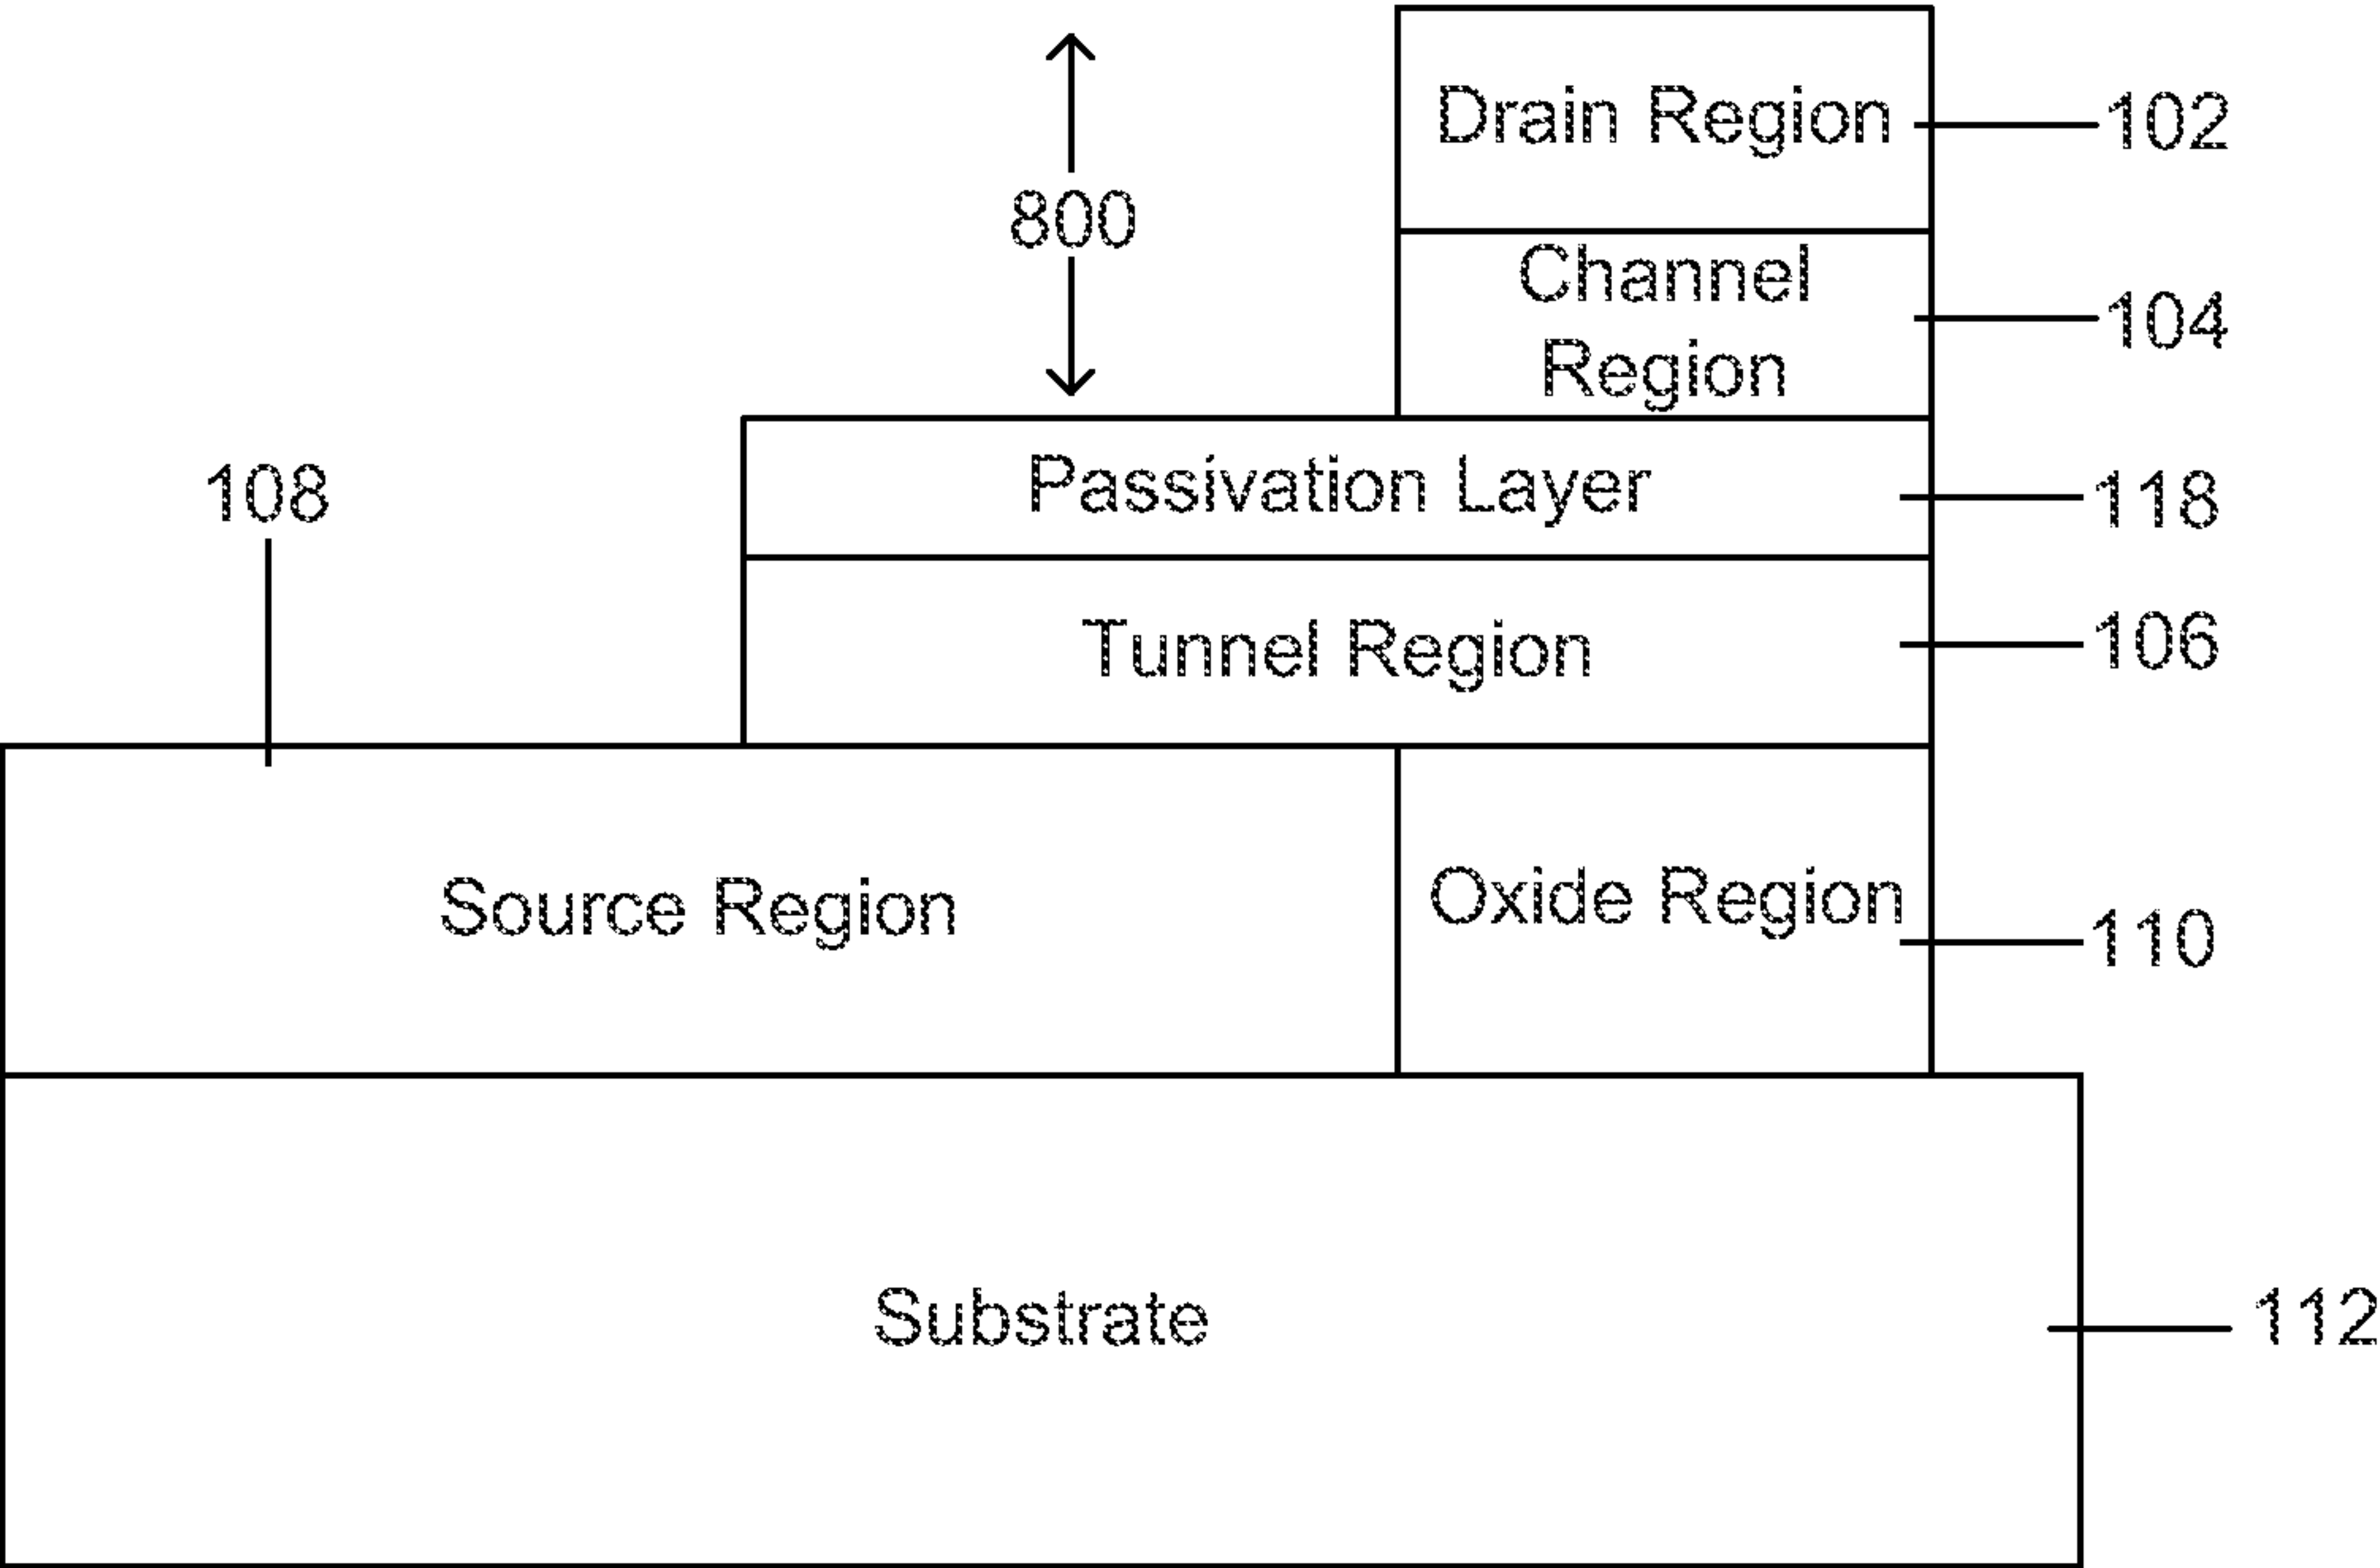 Drain Region
102
800
Channel
Region
104
Passivation Layer
118
108
Tunnel Region
106
Source Region
Oxide Region
110
Substrate
112